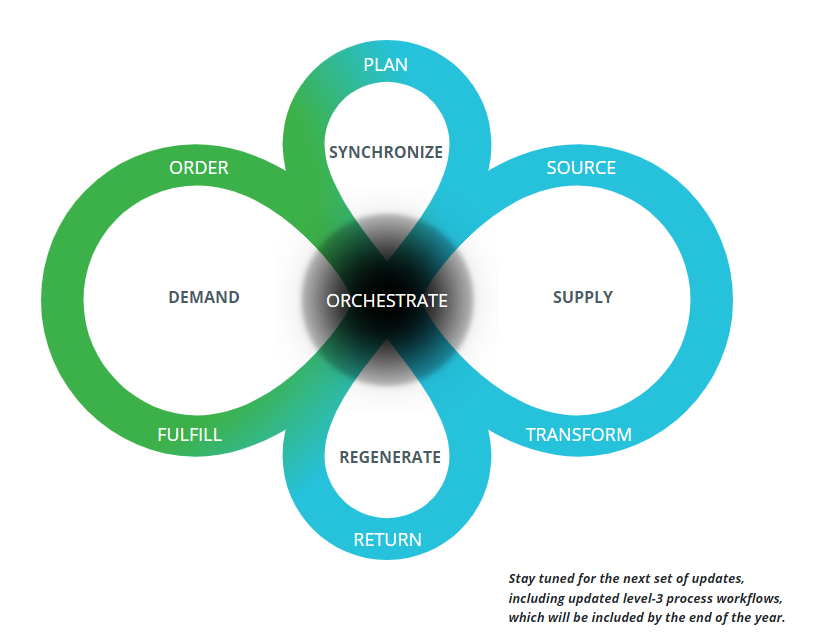 PLAN
SYNCHRONIZE
ORDER
SOURCE
DEMAND
ORCHESTRATE
SUPPLY
FULFILL
TRANSFORM
REGENERATE
RETURN
Stay tuned for the next set of updates,
including updated level-3 process workflows,
which will be included by the end of the year.